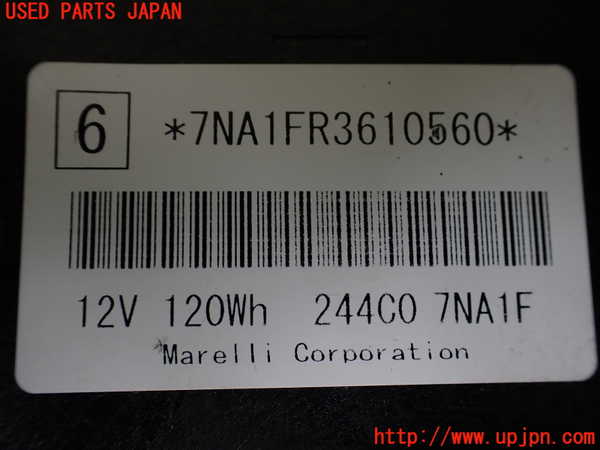 USED PARTS JAPAN
6 *7NA1FR3610560*
12V 120Wh 244C0 7NA1F
Marelli Corporation
http://www.upjpn.com/